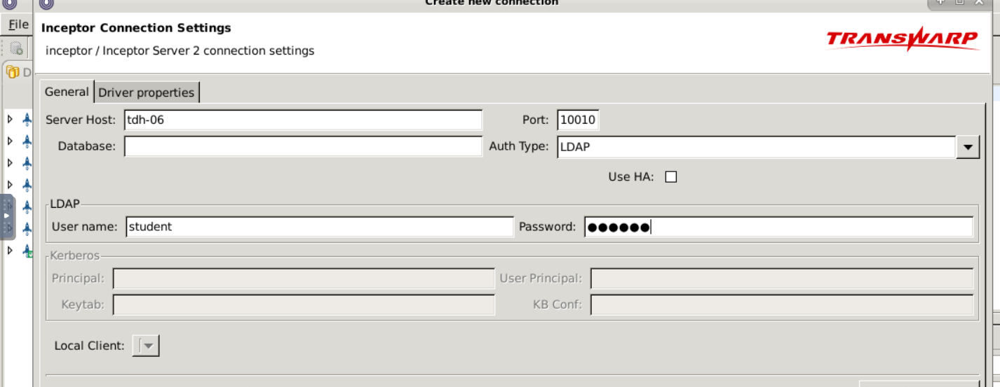 Create new connection
File
Inceptor Connection Settings
inceptor / Inceptor Server 2 connection settings
TRANSWARP
D
General
Driver properties
Server Host: tdh-06 Port: 10010
Database: Auth Type: LDAP
Use HA:
LDAP
User name: student Password: ●●●●●●
Kerberos
Principal: User Principal:
Keytab: KB Conf:
Local Client: